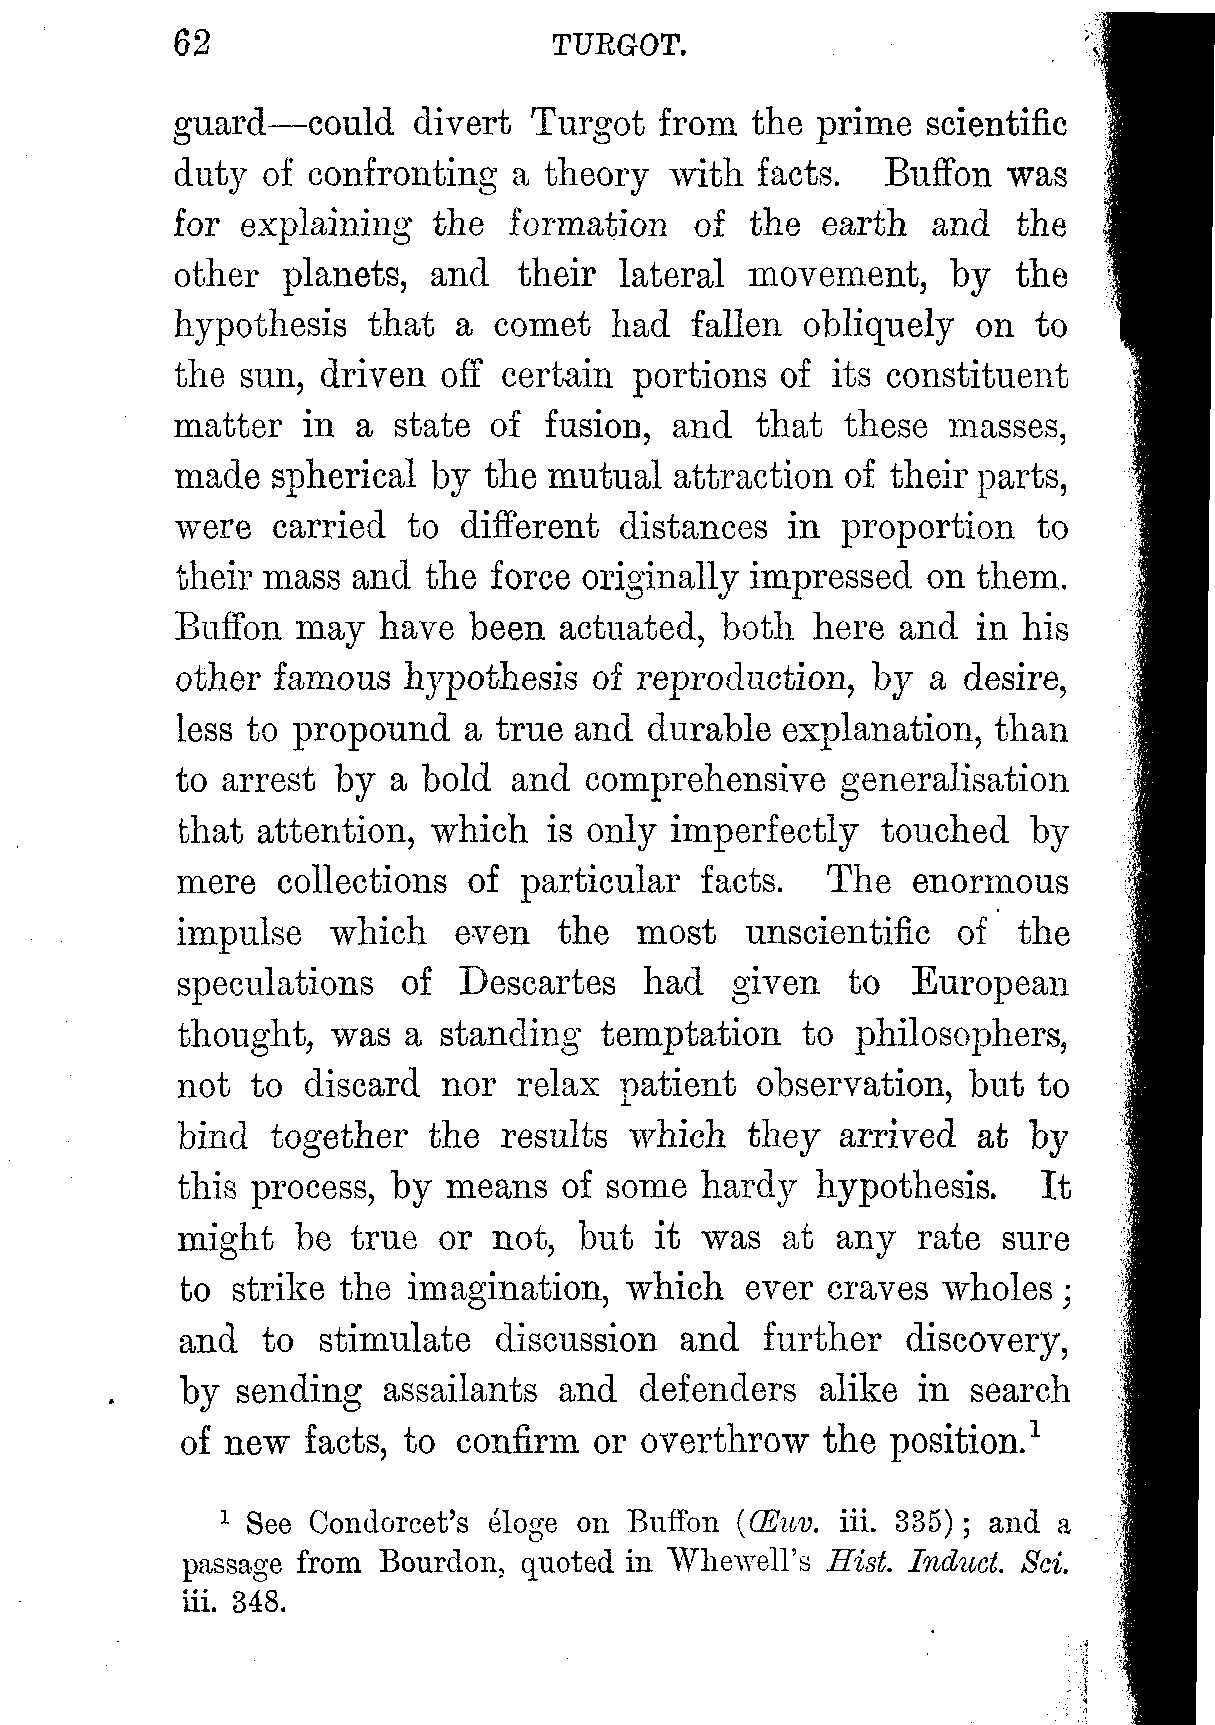 62 TURGOT.
guard—could divert Turgot from the prime scientific
duty of confronting a theory with facts. Buffon was
for explaining the formation of the earth and the
other planets, and their lateral movement, by the
hypothesis that a comet had fallen obliquely on to
the sun, driven off certain portions of its constituent
matter in a state of fusion, and that these masses,
made spherical by the mutual attraction of their parts,
were carried to different distances in proportion to
their mass and the force originally impressed on them.
Buffon may have been actuated, both here and in his
other famous hypothesis of reproduction, by a desire,
less to propound a true and durable explanation, than
to arrest by a bold and comprehensive generalisation
that attention, which is only imperfectly touched by
mere collections of particular facts. The enormous
impulse which even the most unscientific of the
speculations of Descartes had given to European
thought, was a standing temptation to philosophers,
not to discard nor relax patient observation, but to
bind together the results which they arrived at by
this process, by means of some hardy hypothesis. It
might be true or not, but it was at any rate sure
to strike the imagination, which ever craves wholes ;
and to stimulate discussion and further discovery,
by sending assailants and defenders alike in search
of new facts, to confirm or overthrow the position.¹
¹ See Condorcet's éloge on Buffon (Œuv. iii. 335) ; and a
passage from Bourdon, quoted in Whewell's Hist. Induct. Sci.
iii. 348.